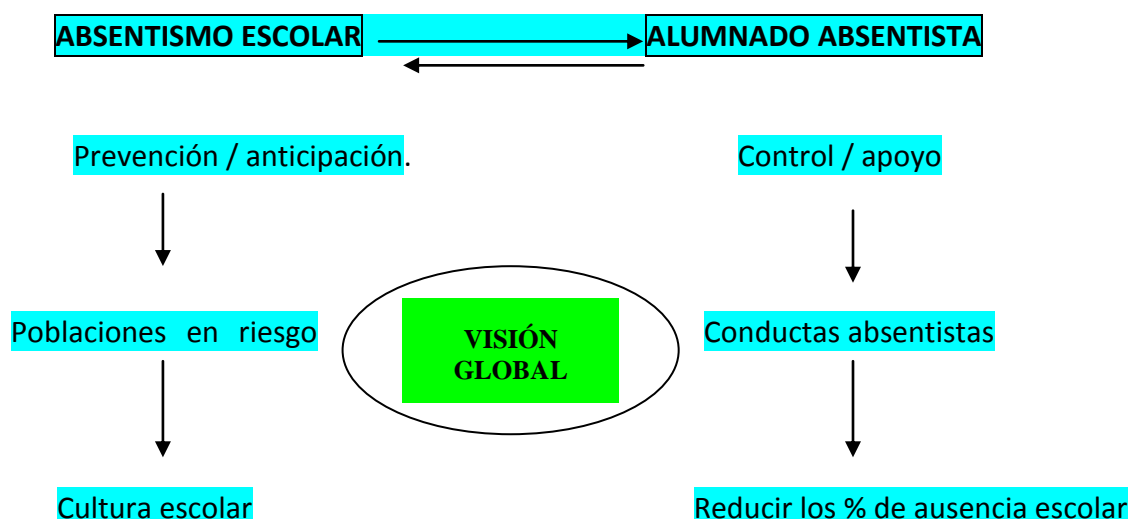 ABSENTISMO ESCOLAR ALUMNADO ABSENTISTA
Prevención / anticipación. Control / apoyo
Poblaciones en riesgo Conductas absentistas
VISIÓN
GLOBAL
Cultura escolar Reducir los % de ausencia escolar